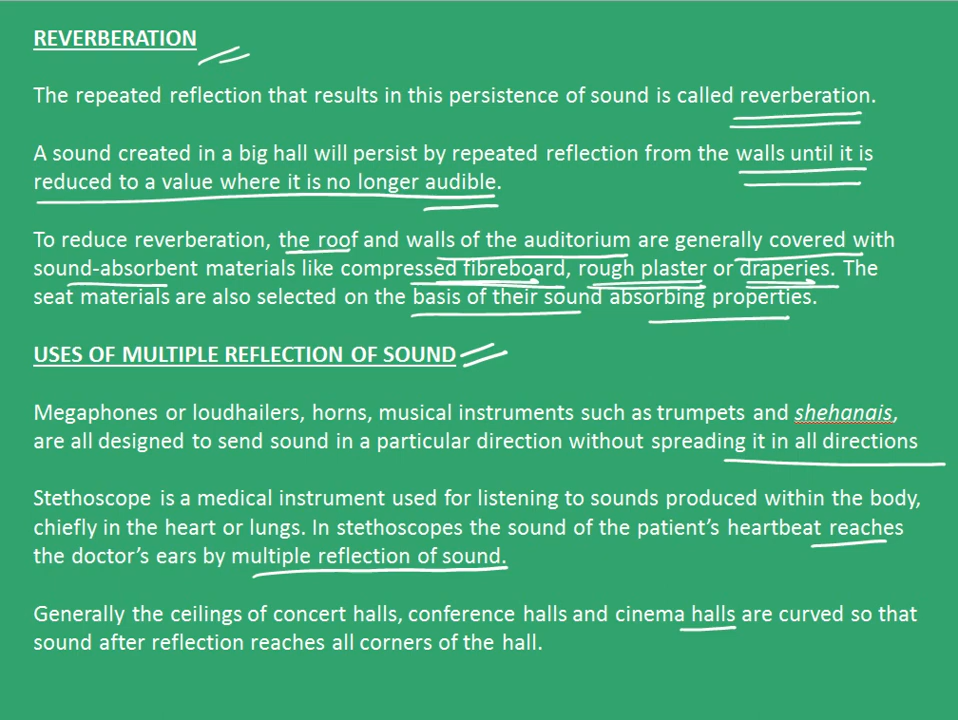 REVERBERATION
The repeated reflection that results in this persistence of sound is called reverberation.
A sound created in a big hall will persist by repeated reflection from the walls until it is
reduced to a value where it is no longer audible.
To reduce reverberation, the roof and walls of the auditorium are generally covered with
sound-absorbent materials like compressed fibreboard, rough plaster or draperies. The
seat materials are also selected on the basis of their sound absorbing properties.
USES OF MULTIPLE REFLECTION OF SOUND
Megaphones or loudhailers, horns, musical instruments such as trumpets and shehanais,
are all designed to send sound in a particular direction without spreading it in all directions
Stethoscope is a medical instrument used for listening to sounds produced within the body,
chiefly in the heart or lungs. In stethoscopes the sound of the patient’s heartbeat reaches
the doctor’s ears by multiple reflection of sound.
Generally the ceilings of concert halls, conference halls and cinema halls are curved so that
sound after reflection reaches all corners of the hall.